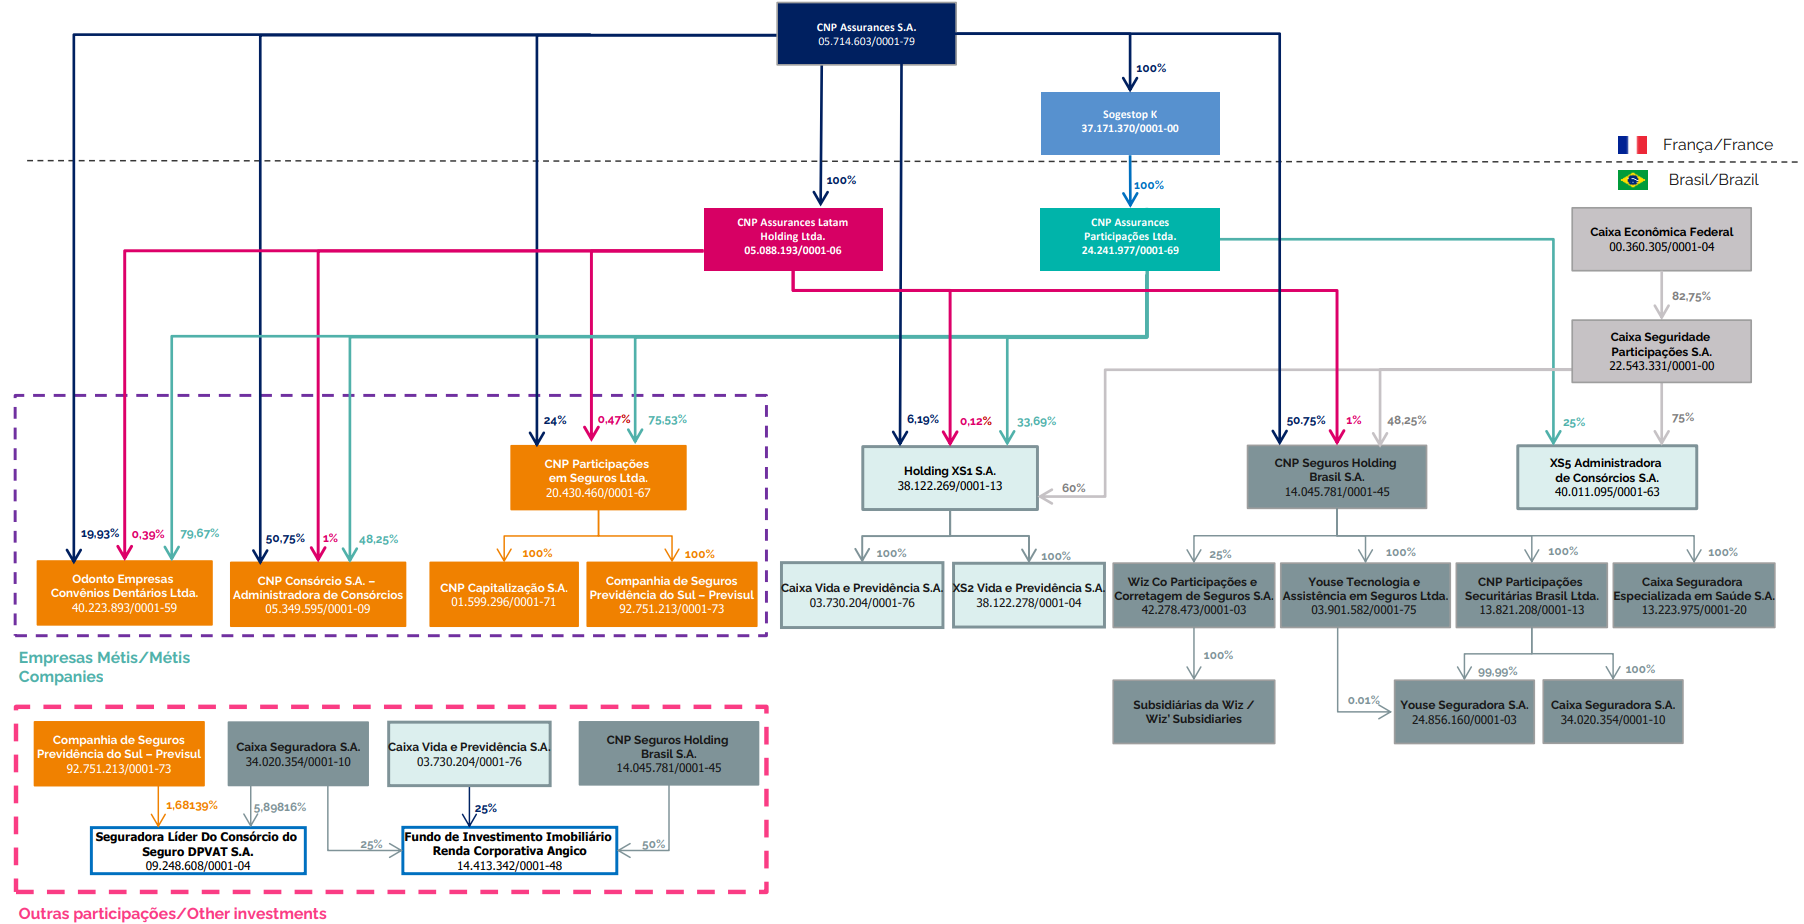 CNP Assurances S.A.
05.714.603/0001-79
100%
Sogestop K
37.171.370/0001-00
França/France
Brasil/Brazil
100%
100%
CNP Assurances Latam
Holding Ltda.
05.088.193/0001-06
CNP Assurances
Participações Ltda.
24.241.977/0001-69
Caixa Econômica Federal
00.360.305/0001-04
82,75%
Caixa Seguridade
Participações S.A.
22.543.331/0001-00
24%
0,47%
75,53%
6,19%
0,12%
33,69%
50.75%
1%
48,25%
25%
75%
CNP Participações
em Seguros Ltda.
20.430.460/0001-67
Holding XS1 S.A.
38.122.269/0001-13
60%
CNP Seguros Holding
Brasil S.A.
14.045.781/0001-45
XS5 Administradora
de Consórcios S.A.
40.011.095/0001-63
19,93%
0,39%
79,67%
50,75%
1%
48,25%
100%
100%
100%
100%
25%
100%
100%
100%
Odonto Empresas
Convênios Dentários Ltda.
40.223.893/0001-59
CNP Consórcio S.A. –
Administradora de Consórcios
05.349.595/0001-09
CNP Capitalização S.A.
01.599.296/0001-71
Companhia de Seguros
Previdência do Sul – Previsul
92.751.213/0001-73
Caixa Vida e Previdência S.A.
03.730.204/0001-76
XS2 Vida e Previdência S.A.
38.122.278/0001-04
Wiz Co Participações e
Corretagem de Seguros S.A.
42.278.473/0001-03
Youse Tecnologia e
Assistência em Seguros Ltda.
03.901.582/0001-75
CNP Participações
Securitárias Brasil Ltda.
13.821.208/0001-13
Caixa Seguradora
Especializada em Saúde S.A.
13.223.975/0001-20
Empresas Métis/Métis
Companies
100%
0.01%
99,99%
100%
Subsidiárias da Wiz /
Wiz' Subsidiaries
Youse Seguradora S.A.
24.856.160/0001-03
Caixa Seguradora S.A.
34.020.354/0001-10
Companhia de Seguros
Previdência do Sul – Previsul
92.751.213/0001-73
Caixa Seguradora S.A.
34.020.354/0001-10
Caixa Vida e Previdência S.A.
03.730.204/0001-76
CNP Seguros Holding
Brasil S.A.
14.045.781/0001-45
1,68139%
5,89816%
25%
25%
50%
Seguradora Líder Do Consórcio do
Seguro DPVAT S.A.
09.248.608/0001-04
Fundo de Investimento Imobiliário
Renda Corporativa Angico
14.413.342/0001-48
Outras participações/Other investments